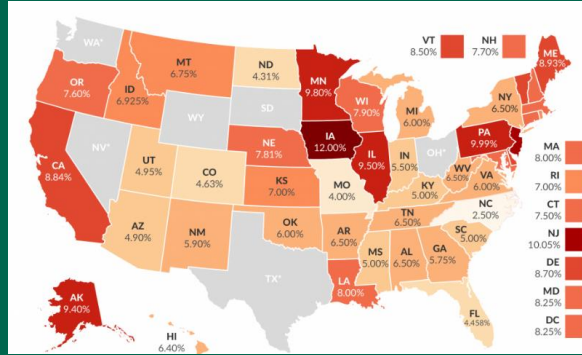 WA*
OR
7.60%
CA
8.84%
NV*
ID
6.925%
MT
6.75%
WY
UT
4.95%
AZ
4.90%
CO
4.63%
NM
5.90%
ND
4.31%
SD
NE
7.81%
KS
7.00%
OK
6.00%
TX*
MN
9.80%
IA
12.00%
MO
4.00%
AR
6.50%
LA
8.00%
WI
7.90%
IL
9.50%
MI
6.00%
IN
5.50%
OH*
KY
5.00%
TN
6.50%
MS
5.00%
AL
6.50%
GA
5.75%
FL
4.458%
SC
5.00%
NC
2.50%
VA
6.00%
WV
6.50%
PA
9.99%
NY
6.50%
ME
8.93%
VT
8.50%
NH
7.70%
MA
8.00%
RI
7.00%
CT
7.50%
NJ
10.05%
DE
8.70%
MD
8.25%
DC
8.25%
AK
9.40%
HI
6.40%